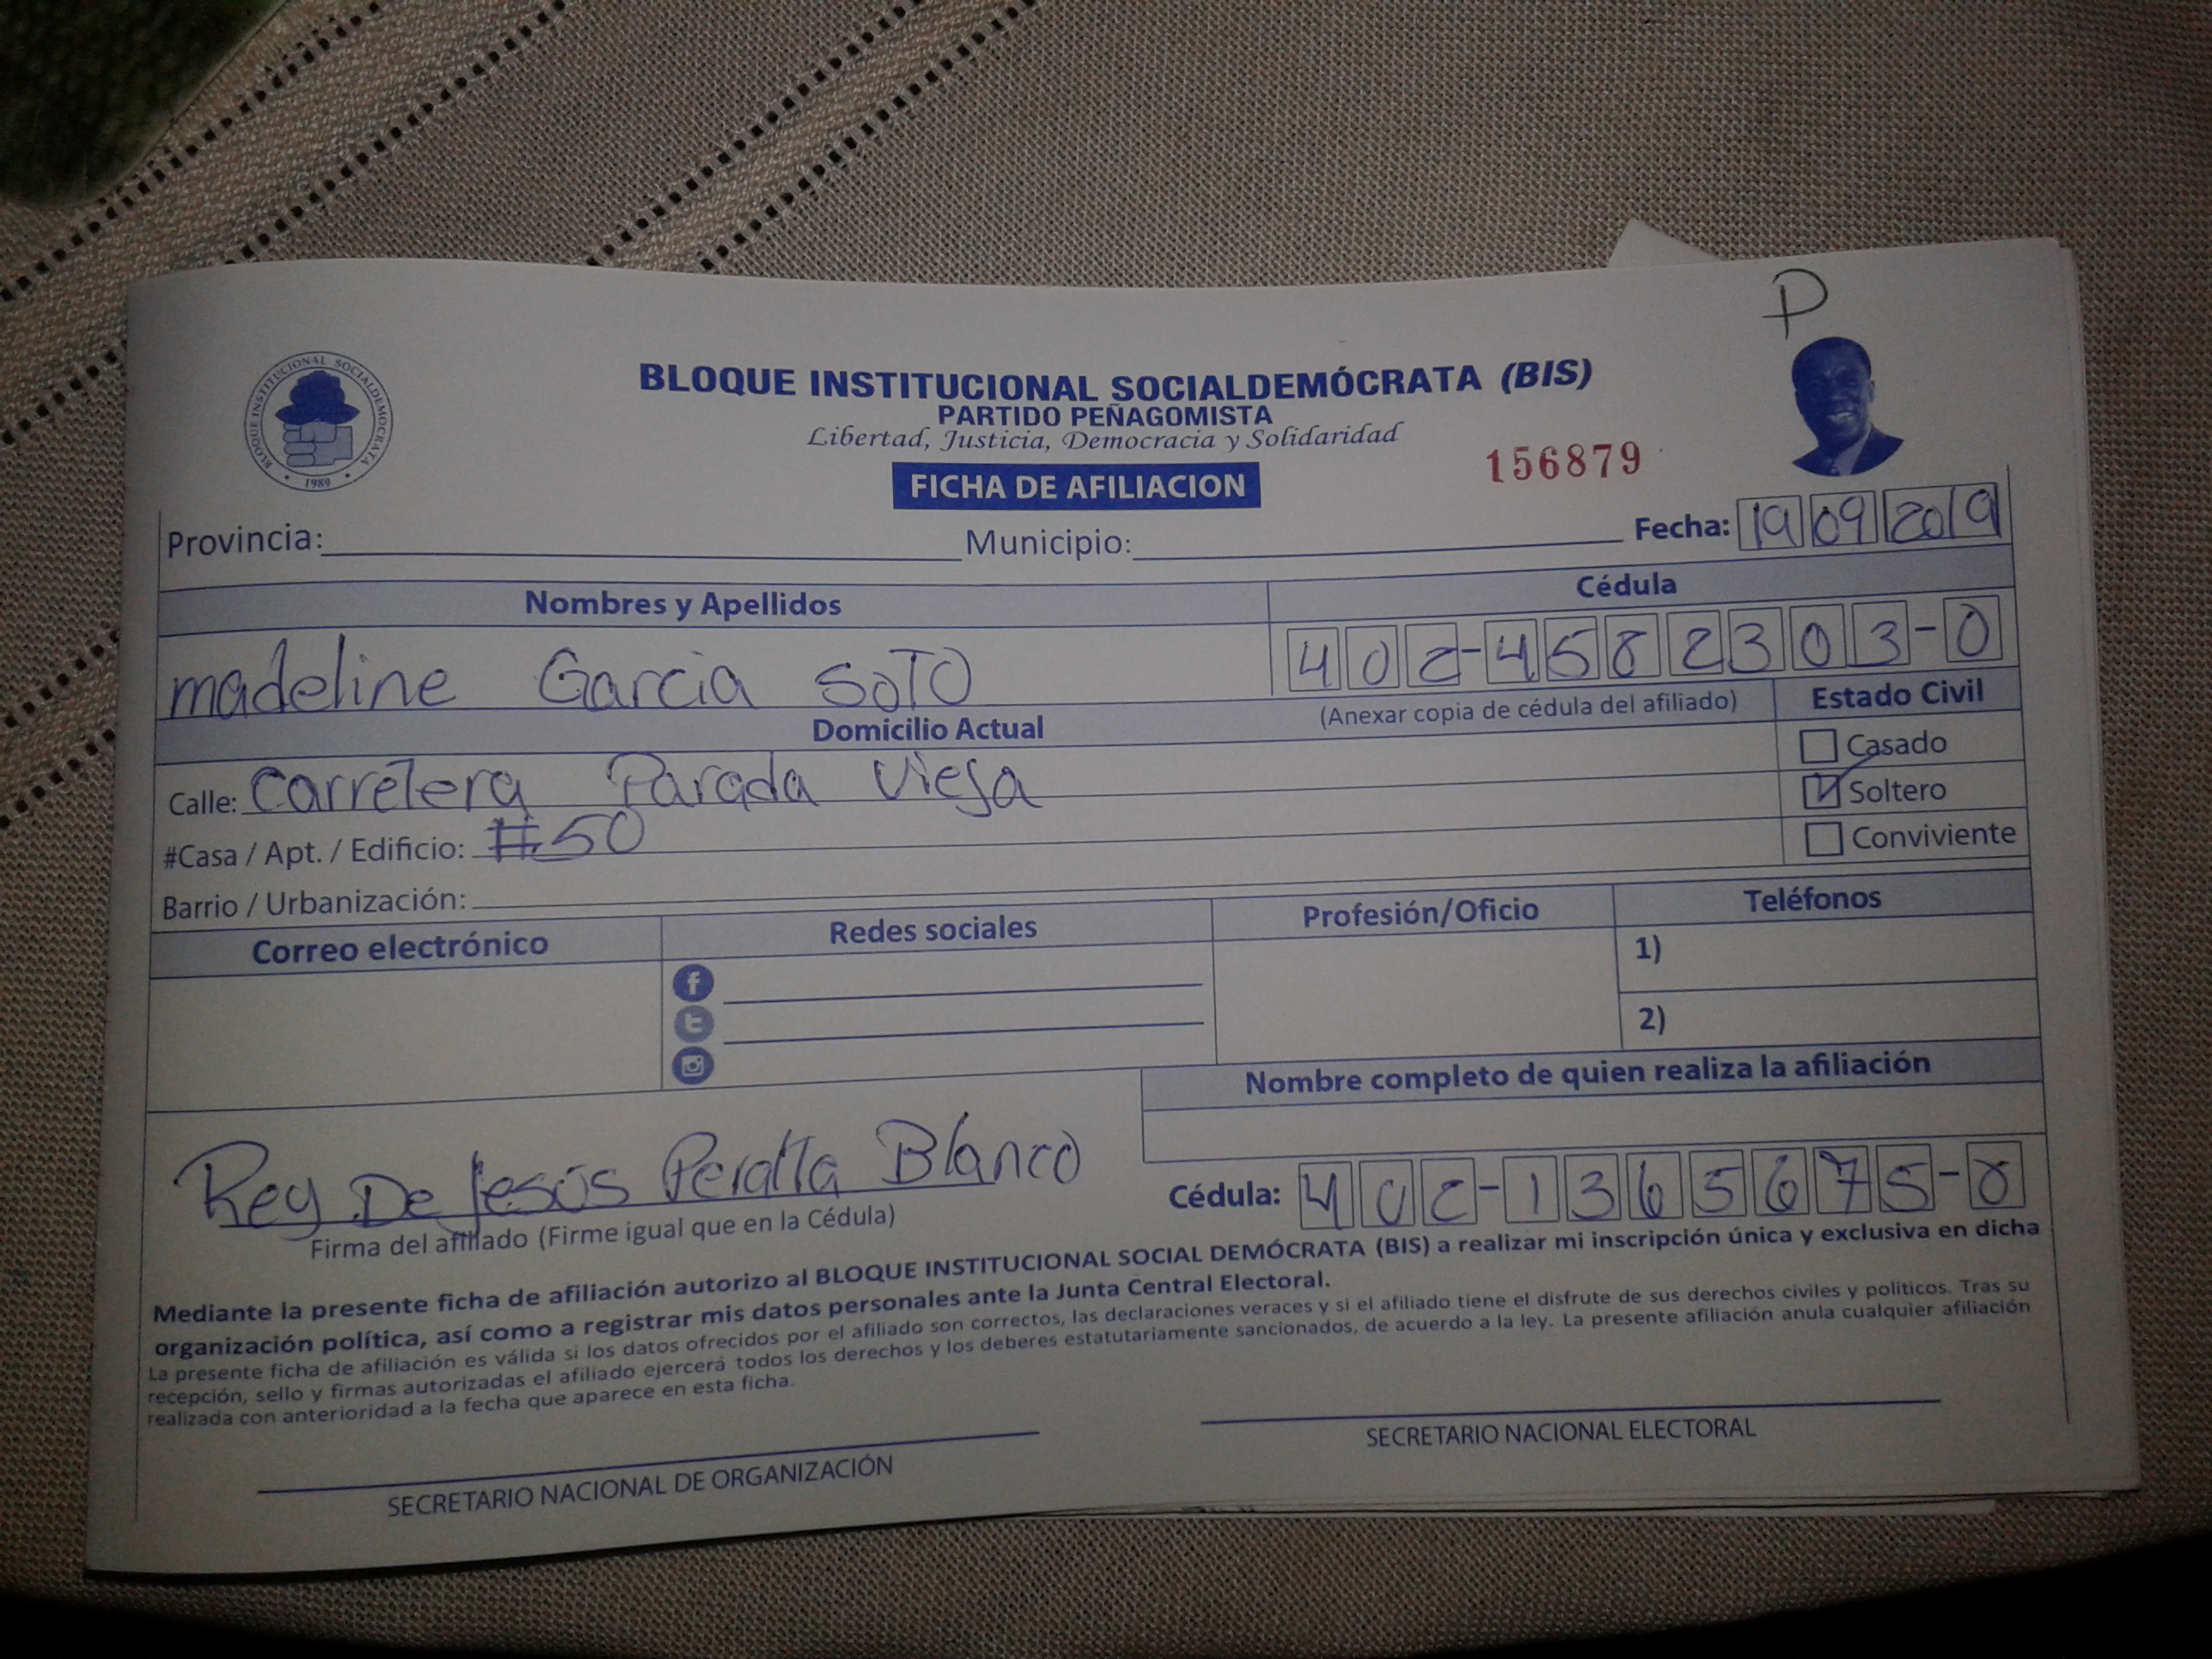 P
BLOQUE INSTITUCIONAL SOCIALDEMOCRATA
1989
BLOQUE INSTITUCIONAL SOCIALDEMÓCRATA (BIS)
PARTIDO PEÑAGOMISTA
Libertad, Justicia, Democracia y Solidaridad
FICHA DE AFILIACION
156879
Provincia: Municipio: Fecha: 19 09 2019
Nombres y Apellidos Cédula
madeline Garcia SoTO 402-4582303-0
Domicilio Actual (Anexar copia de cédula del afiliado) Estado Civil
Casado
Calle: Carretera Parada Vieja Soltero
#Casa / Apt. / Edificio: #50 Conviviente
Barrio / Urbanización:
Correo electrónico Redes sociales Profesión/Oficio Teléfonos
1)
2)
Nombre completo de quien realiza la afiliación
Rey De Jesús Peralta Blanco Cédula: 402-1365675-0
Firma del afiliado (Firme igual que en la Cédula)
Mediante la presente ficha de afiliación autorizo al BLOQUE INSTITUCIONAL SOCIAL DEMÓCRATA (BIS) a realizar mi inscripción única y exclusiva en dicha
organización política, así como a registrar mis datos personales ante la Junta Central Electoral.
La presente ficha de afiliación es válida si los datos ofrecidos por el afiliado son correctos, las declaraciones veraces y si el afiliado tiene el disfrute de sus derechos civiles y políticos. Tras su
recepción, sello y firmas autorizadas el afiliado ejercerá todos los derechos y los deberes estatutariamente sancionados, de acuerdo a la ley. La presente afiliación anula cualquier afiliación
realizada con anterioridad a la fecha que aparece en esta ficha.
SECRETARIO NACIONAL DE ORGANIZACIÓN SECRETARIO NACIONAL ELECTORAL